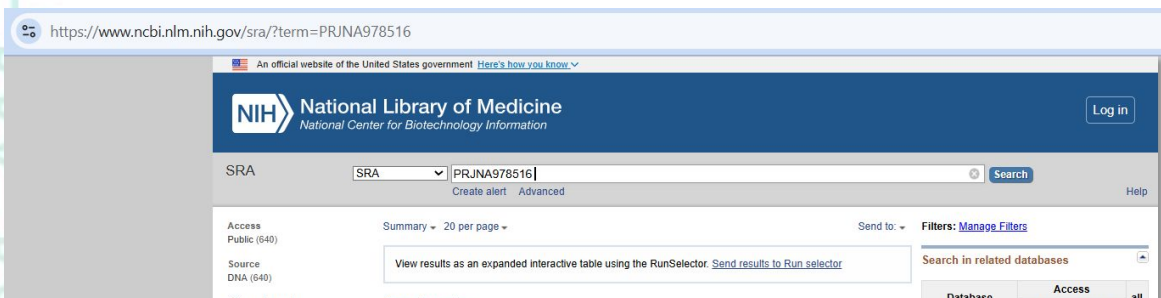 https://www.ncbi.nlm.nih.gov/sra/?term=PRJNA978516
An official website of the United States government Here's how you know
NIH National Library of Medicine
National Center for Biotechnology Information
Log in
SRA SRA PRJNA978516 Search
Create alert Advanced Help
Access
Public (640)
Source
DNA (640)
Summary 20 per page Send to:
View results as an expanded interactive table using the RunSelector. Send results to Run selector
Filters: Manage Filters
Search in related databases
Database Access all